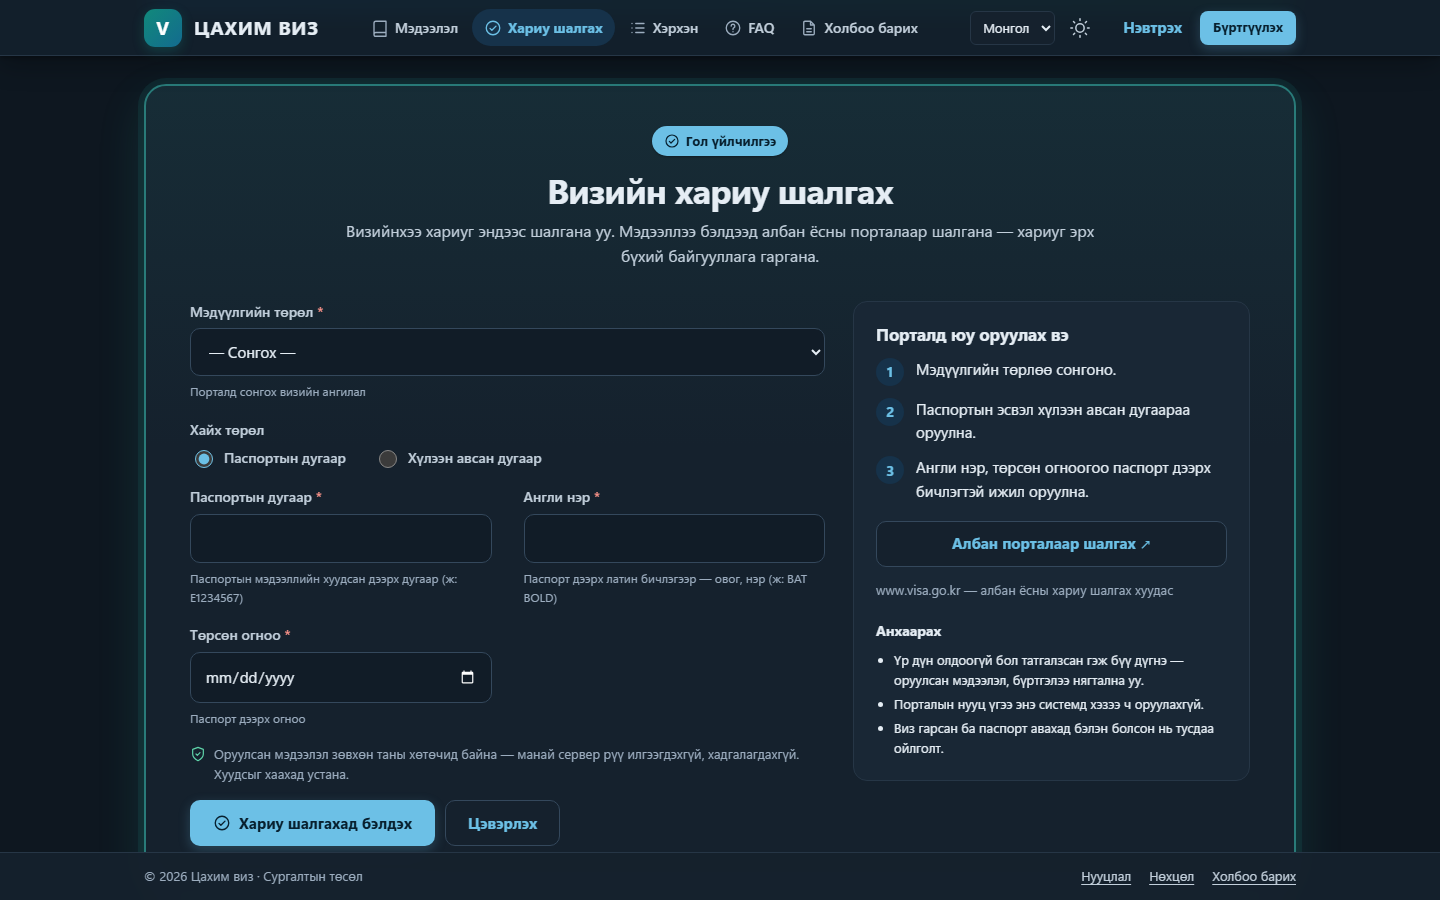 V ЦАХИМ ВИЗ Мэдээлэл Хариу шалгах Хэрхэн FAQ Холбоо барих Монгол Нэвтрэх Бүртгүүлэх
Гол үйлчилгээ
Визийн хариу шалгах
Визийнхээ хариуг эндээс шалгана уу. Мэдээллээ бэлдээд албан ёсны порталаар шалгана — хариуг эрх
бүхий байгууллага гаргана.
Мэдүүлгийн төрөл *
— Сонгох —
Порталд сонгох визийн ангилал
Хайх төрөл
Паспортын дугаар Хүлээн авсан дугаар
Паспортын дугаар * Англи нэр *
Паспортын мэдээллийн хуудсан дээрх дугаар (ж: Паспорт дээрх латин бичлэгээр — овог, нэр (ж: BAT
E1234567) BOLD)
Төрсөн огноо *
mm/dd/yyyy
Паспорт дээрх огноо
Оруулсан мэдээлэл зөвхөн таны хөтөчид байна — манай сервер рүү илгээгдэхгүй, хадгалагдахгүй.
Хуудсыг хаахад устана.
Хариу шалгахад бэлдэх Цэвэрлэх
Порталд юу оруулах вэ
1 Мэдүүлгийн төрлөө сонгоно.
2 Паспортын эсвэл хүлээн авсан дугаараа
оруулна.
3 Англи нэр, төрсөн огноогоо паспорт дээрх
бичлэгтэй ижил оруулна.
Албан порталаар шалгах ↗
www.visa.go.kr — албан ёсны хариу шалгах хуудас
Анхаарах
• Үр дүн олдоогүй бол татгалзсан гэж бүү дүгнэ —
оруулсан мэдээлэл, бүртгэлээ нягтална уу.
• Порталын нууц үгээ энэ системд хэзээ ч оруулахгүй.
• Виз гарсан ба паспорт авахад бэлэн болсон нь тусдаа
ойлголт.
© 2026 Цахим виз · Сургалтын төсөл Нууцлал Нөхцөл Холбоо барих